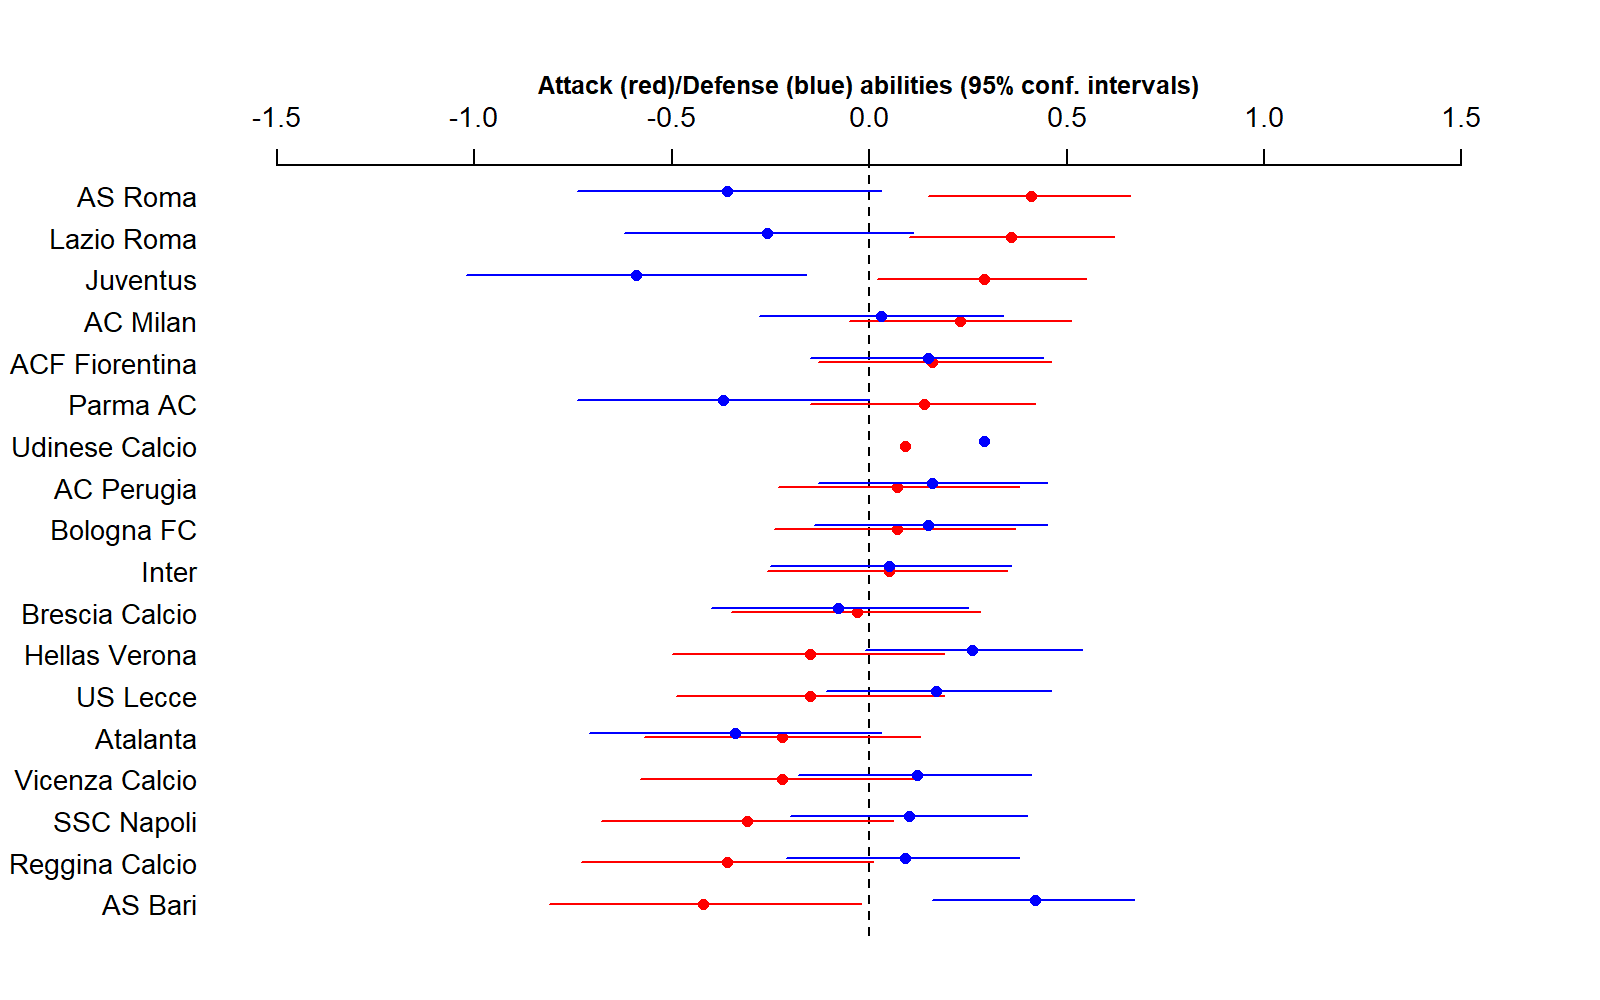 Attack (red)/Defense (blue) abilities (95% conf. intervals)
-1.5 -1.0 -0.5 0.0 0.5 1.0 1.5
AS Roma
Lazio Roma
Juventus
AC Milan
ACF Fiorentina
Parma AC
Udinese Calcio
AC Perugia
Bologna FC
Inter
Brescia Calcio
Hellas Verona
US Lecce
Atalanta
Vicenza Calcio
SSC Napoli
Reggina Calcio
AS Bari